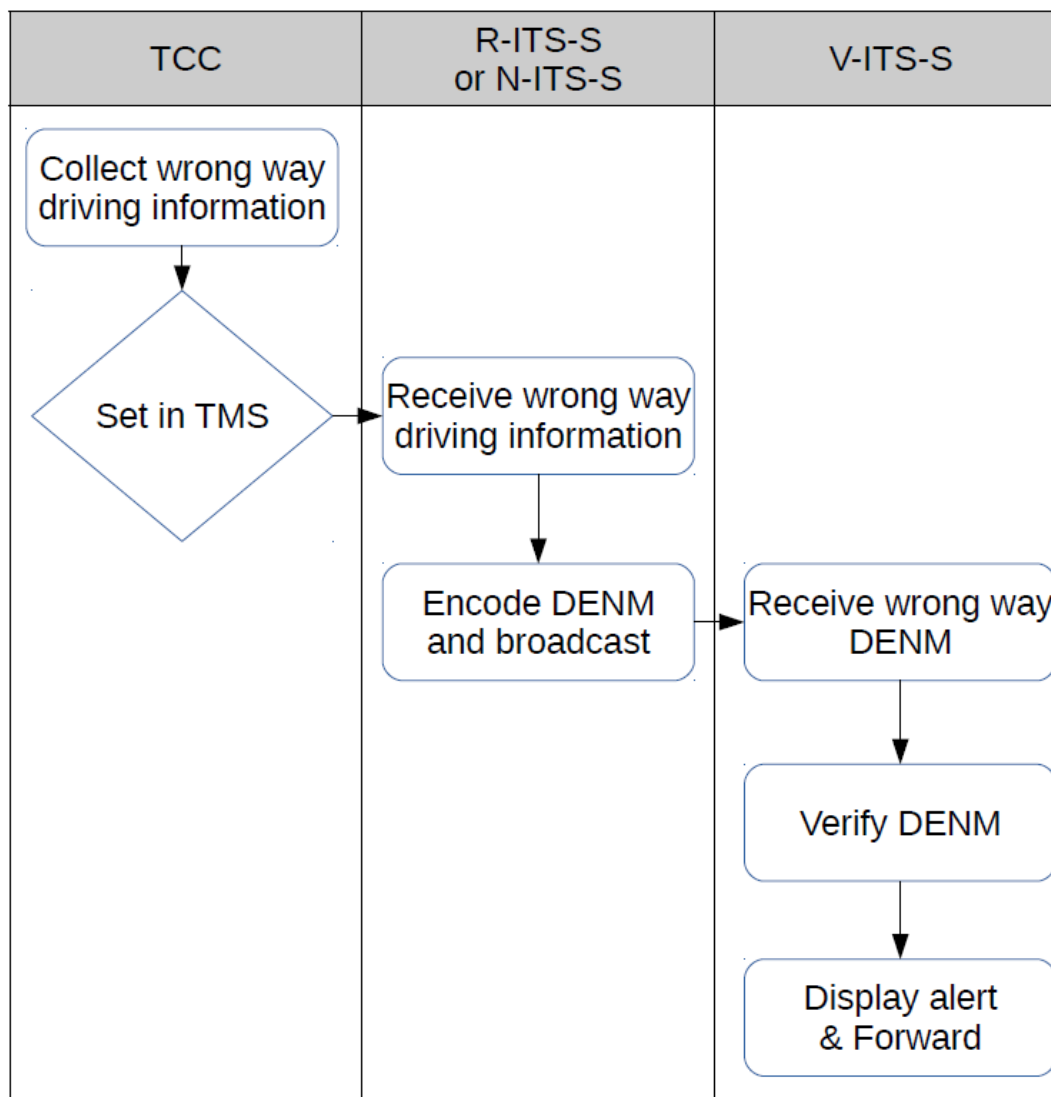 TCC
R-ITS-S
or N-ITS-S
V-ITS-S
Collect wrong way
driving information
Set in TMS
Receive wrong way
driving information
Encode DENM
and broadcast
Receive wrong way
DENM
Verify DENM
Display alert
& Forward